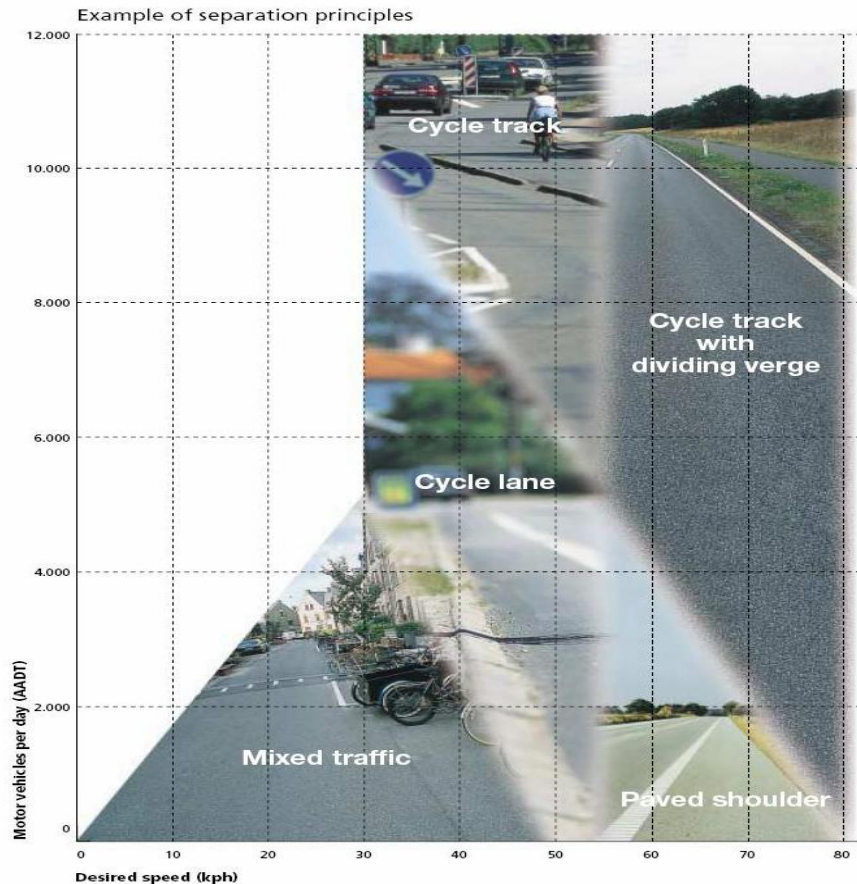 Example of separation principles
12.000
10.000
8.000
6.000
4.000
2.000
0
Motor vehicles per day (AADT)
Cycle track
Cycle track
with
dividing verge
Cycle lane
Mixed traffic
Paved shoulder
0 10 20 30 40 50 60 70 80
Desired speed (kph)